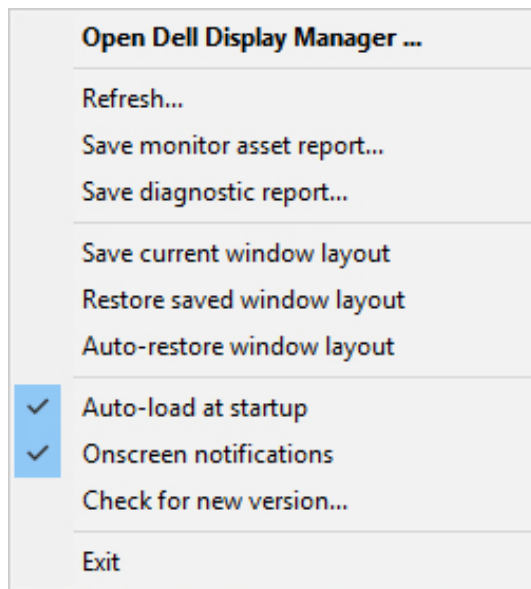 Open Dell Display Manager ...
Refresh...
Save monitor asset report...
Save diagnostic report...
Save current window layout
Restore saved window layout
Auto-restore window layout
Auto-load at startup
Onscreen notifications
Check for new version...
Exit